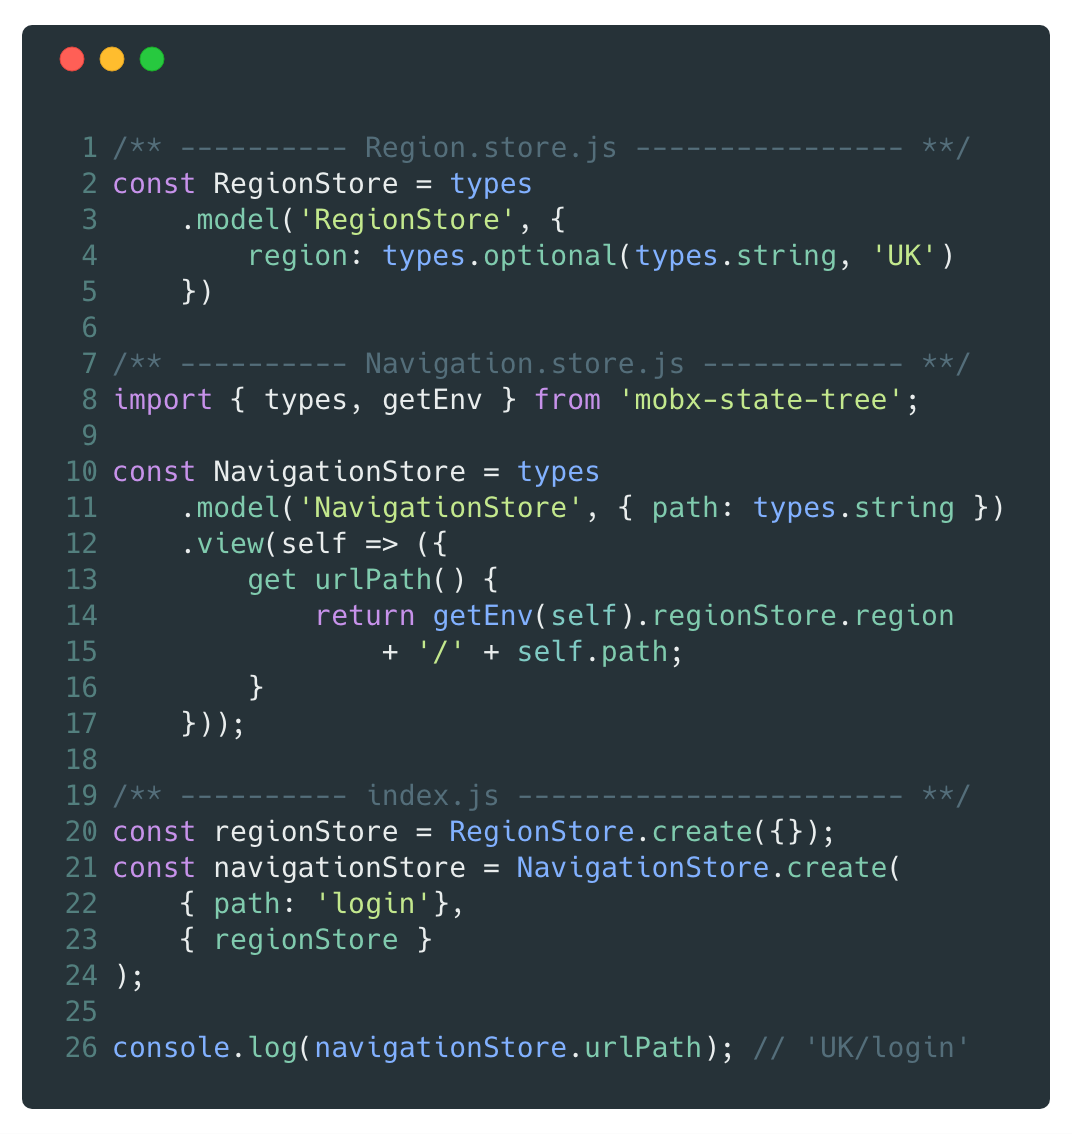 1 /** ---------- Region.store.js ---------------- **/
2 const RegionStore = types
3     .model('RegionStore', {
4         region: types.optional(types.string, 'UK')
5     })
6
7 /** ---------- Navigation.store.js ------------ **/
8 import { types, getEnv } from 'mobx-state-tree';
9
10 const NavigationStore = types
11     .model('NavigationStore', { path: types.string })
12     .view(self => ({
13         get urlPath() {
14             return getEnv(self).regionStore.region
15                 + '/' + self.path;
16         }
17     }));
18
19 /** ---------- index.js ----------------------- **/
20 const regionStore = RegionStore.create({});
21 const navigationStore = NavigationStore.create(
22     { path: 'login'},
23     { regionStore }
24 );
25
26 console.log(navigationStore.urlPath); // 'UK/login'